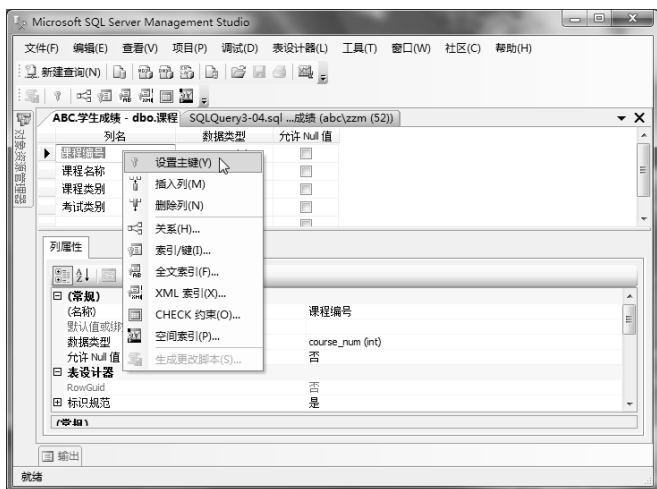 Microsoft SQL Server Management Studio
文件(F) 编辑(E) 查看(V) 项目(P) 调试(D) 表设计器(L) 工具(T) 窗口(W) 社区(C) 帮助(H)
新建查询(N)
ABC.学生成绩 - dbo.课程 SQLQuery3-04.sql ...成绩 (abc\zzm (52))
对象资源管理器
列名 数据类型 允许 Null 值
课程编号
课程名称
课程类别
考试类别
设置主键(Y)
插入列(M)
删除列(N)
关系(H)...
索引/键(I)...
全文索引(F)...
XML 索引(X)...
CHECK 约束(O)...
空间索引(P)...
生成更改脚本(S)...
列属性
(常规)
(名称) 课程编号
默认值或绑
数据类型 course_num (int)
允许 Null 值 否
表设计器
RowGuid 否
标识规范 是
(常规)
输出
就绪